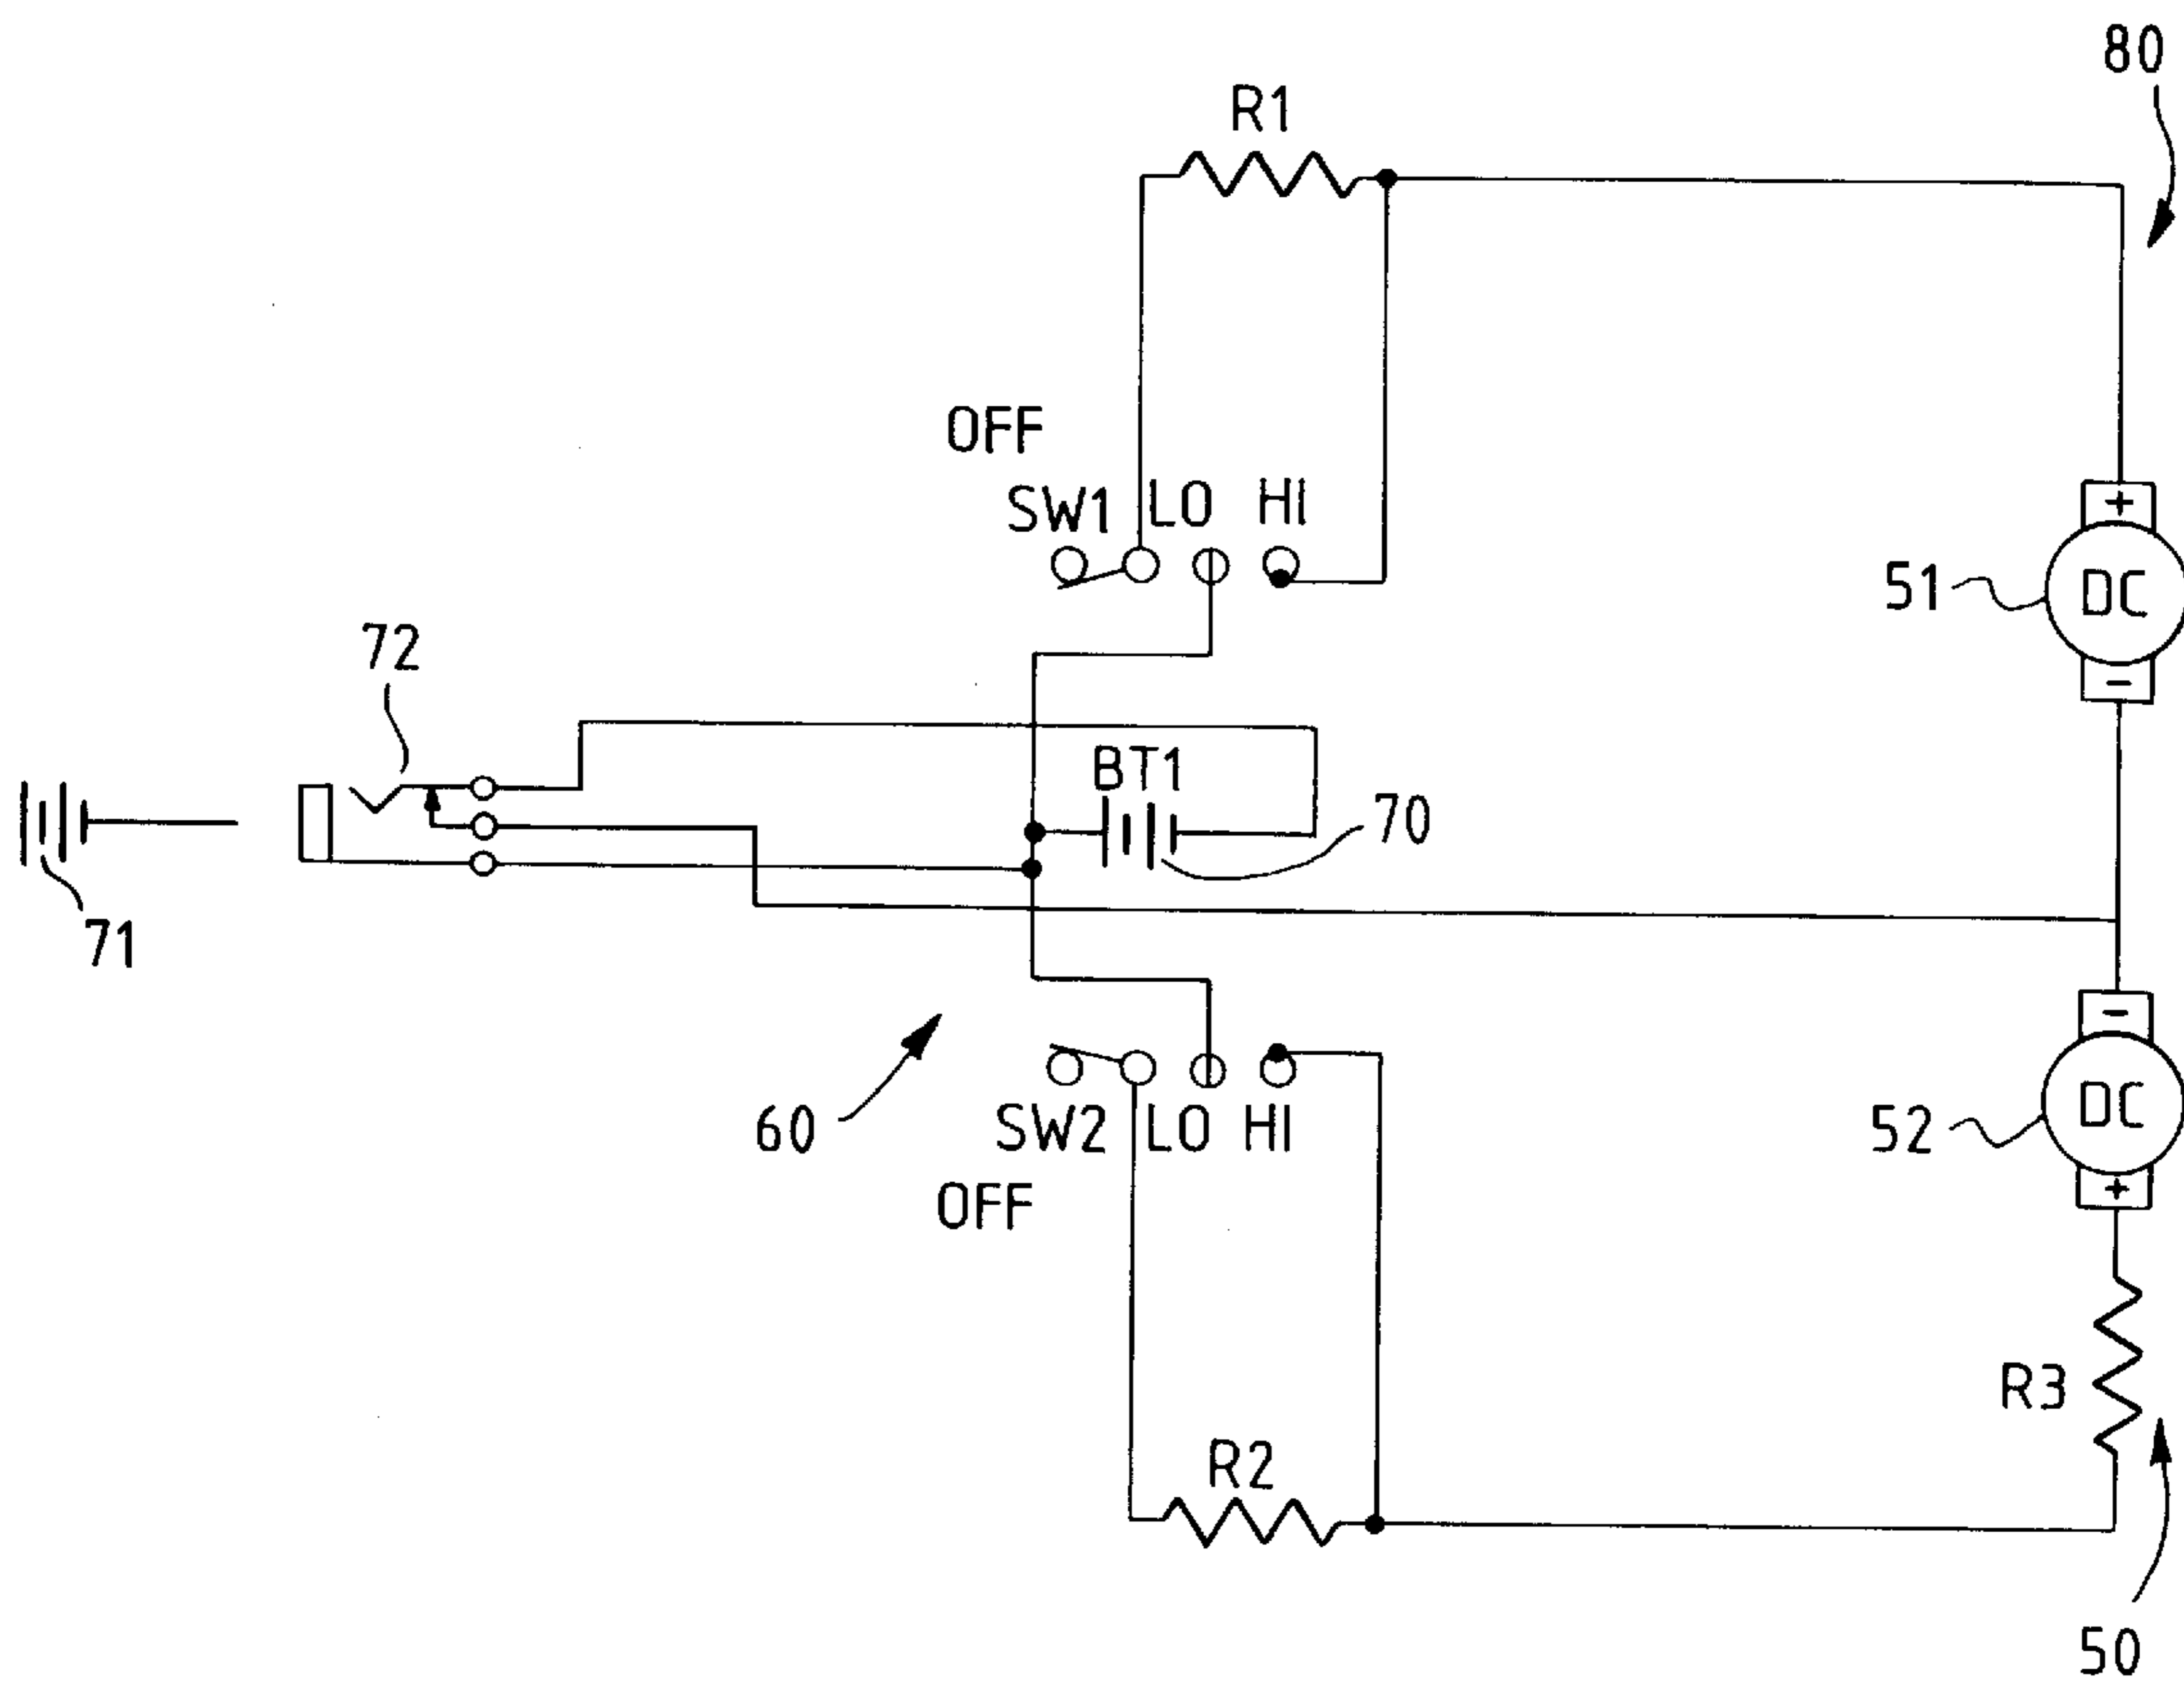 80
R1
OFF
SW1 LO HI
+
51 DC
-
72
BT1
70
71
-
60
SW2 LO HI
52 DC
OFF
+
R3
R2
50